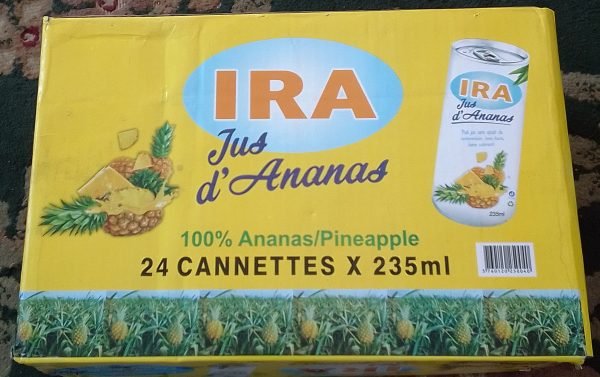 IRA
Jus
d'Ananas
100% Ananas/Pineapple
24 CANNETTES X 235ml
IRA
Jus
d'Ananas
235ml